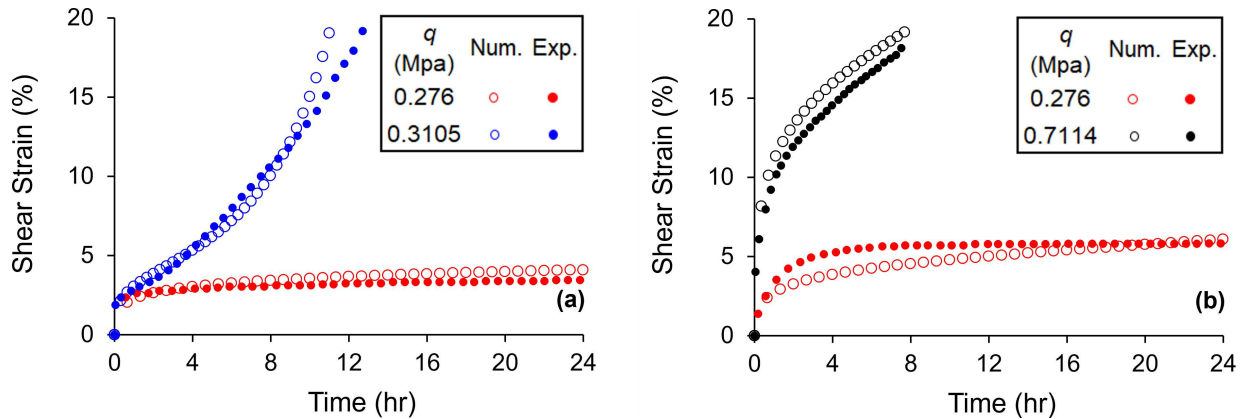 Shear Strain (%)
20
15
10
5
0
0 4 8 12 16 20 24
Time (hr)
q
(Mpa) Num. Exp.
0.276
0.3105
(a)
Shear Strain (%)
20
15
10
5
0
0 4 8 12 16 20 24
Time (hr)
q
(Mpa) Num. Exp.
0.276
0.7114
(b)